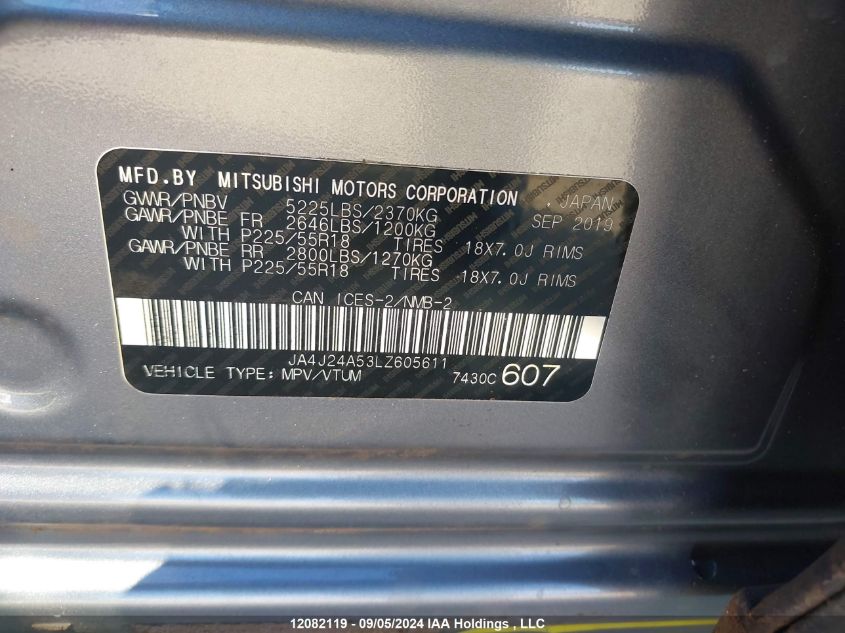 MFD.BY MITSUBISHI MOTORS CORPORATION . JAPAN
GVWR/PNBV 5225LBS/2370KG SEP 2019
GAWR/PNBE FR 2646LBS/1200KG
WITH P225/55R18 TIRES 18X7.0J RIMS
GAWR/PNBE RR 2800LBS/1270KG
WITH P225/55R18 TIRES 18X7.0J RIMS
CAN ICES-2/NMB-2
JA4J24A53LZ605611
VEHICLE TYPE: MPV/VTUM 7430C 607
12082119 - 09/05/2024 IAA Holdings , LLC